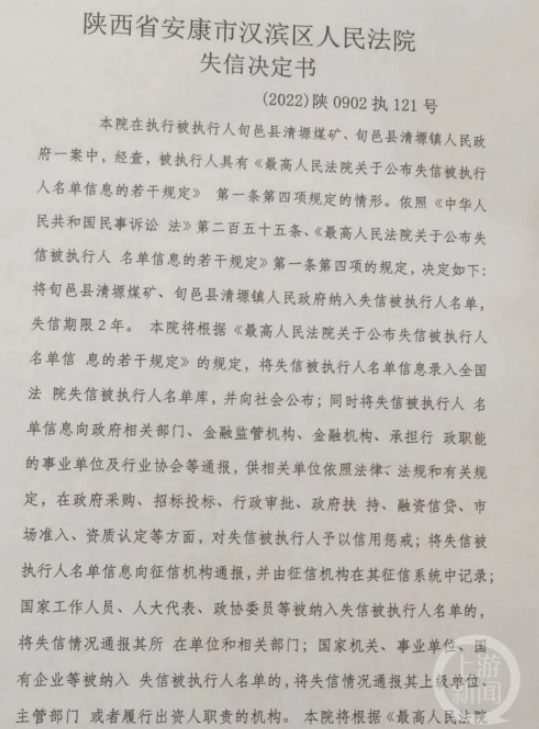 陕西省安康市汉滨区人民法院
失信决定书
(2022)陕 0902 执 121 号
本院在执行被执行人旬邑县清塬煤矿、旬邑县清塬镇人民政
府一案中，经查，被执行人具有《最高人民法院关于公布失信被执行
人名单信息的若干规定》 第一条第四项规定的情形。依照《中华人
民共和国民事诉讼 法》第二百五十五条、《最高人民法院关于公布失
信被执行人 名单信息的若干规定》第一条第四项的规定，决定如下：
将旬邑县清塬煤矿、旬邑县清塬镇人民政府纳入失信被执行人名单，
失信期限2年。 本院将根据《最高人民法院关于公布失信被执行人
名单信 息的若干规定》的规定，将失信被执行人名单信息录入全国
法 院失信被执行人名单库，并向社会公布；同时将失信被执行人 名
单信息向政府相关部门、金融监管机构、金融机构、承担行 政职能
的事业单位及行业协会等通报，供相关单位依照法律、法规和有关规
定，在政府采购、招标投标、行政审批、政府扶 持、融资信贷、市
场准入、资质认定等方面，对失信被执行人予以信用惩戒；将失信被
执行人名单信息向征信机构通报，并由征信机构在其征信系统中记录；
国家工作人员、人大代表、政协委员等被纳入失信被执行人名单的，
将失信情况通报其所 在单位和相关部门；国家机关、事业单位、国
有企业等被纳入 失信被执行人名单的，将失信情况通报其上级单位、
主管部门 或者履行出资人职责的机构。 本院将根据《最高人民法院
上游新闻